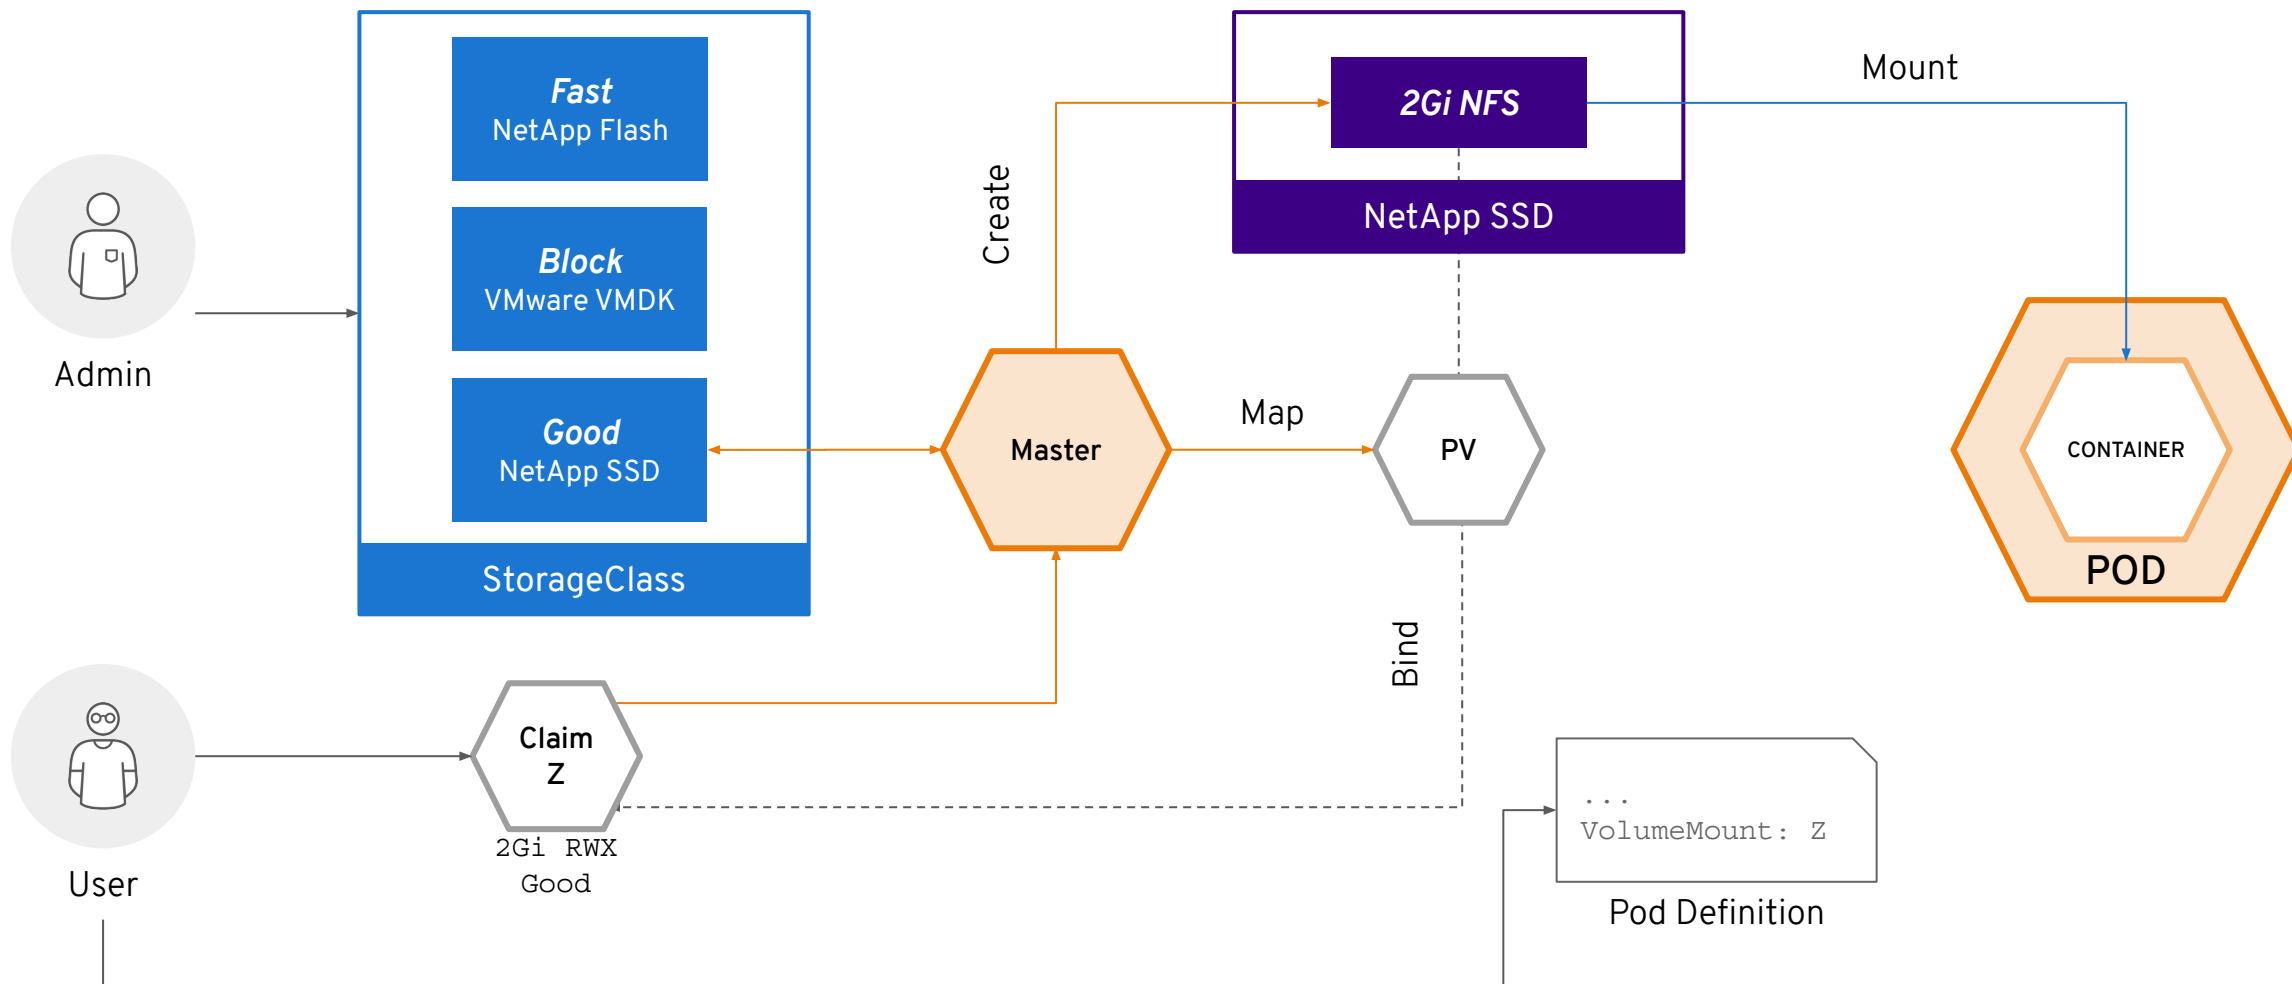 Fast
NetApp Flash
Block
VMware VMDK
Good
NetApp SSD
StorageClass
Admin
Create
Master
Map
2Gi NFS
NetApp SSD
Mount
PV
CONTAINER
POD
Bind
User
Claim
Z
2Gi RWX
Good
...
VolumeMount: Z
Pod Definition